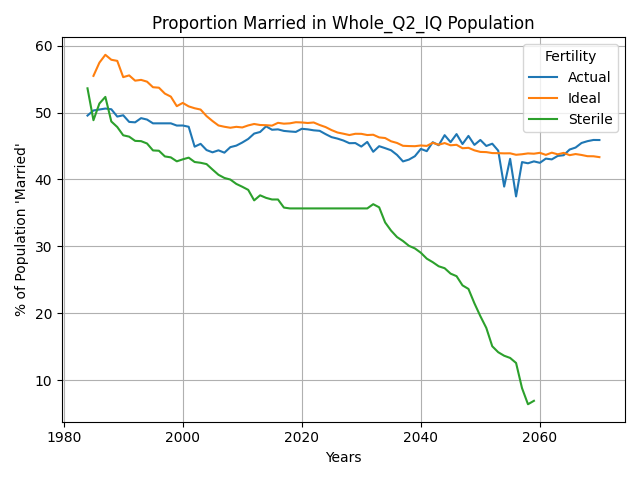 Proportion Married in Whole_Q2_IQ Population
% of Population 'Married'
60
50
40
30
20
10
Fertility
Actual
Ideal
Sterile
1980
2000
2020
2040
2060
Years